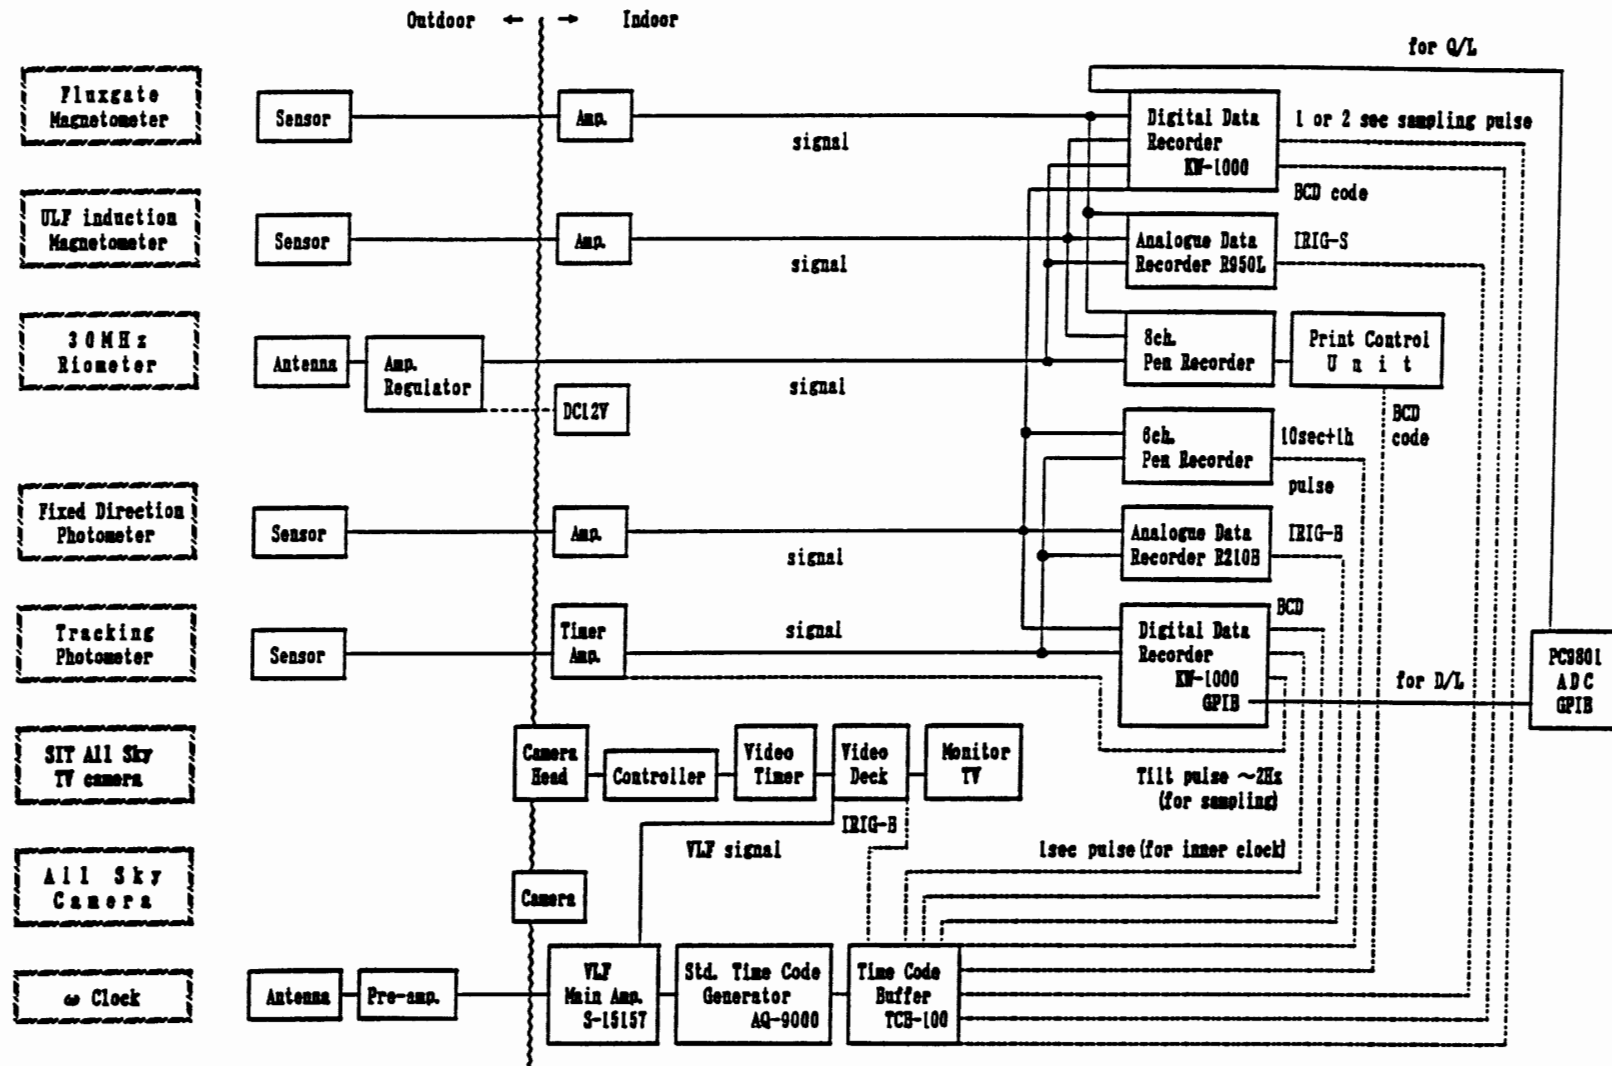 Outdoor ← → Indoor
for Q/L
Fluxgate
Magnetometer
Sensor
Amp.
signal
Digital Data
Recorder
KW-1000
1 or 2 sec sampling pulse
BCD code
ULF induction
Magnetometer
Sensor
Amp.
signal
Analogue Data
Recorder R950L
IRIG-S
30MHz
Riometer
Antenna
Amp.
Regulator
DC12V
signal
8ch.
Pen Recorder
Print Control
Unit
BCD
code
6ch.
Pen Recorder
10sec+1h
pulse
Fixed Direction
Photometer
Sensor
Amp.
signal
Analogue Data
Recorder R210B
IRIG-B
Tracking
Photometer
Sensor
Timer
Amp.
signal
Digital Data
Recorder
KW-1000
GPIB
BCD
for D/L
PC9801
ADC
GPIB
SIT All Sky
TV camera
Camera
Head
Controller
Video
Timer
Video
Deck
Monitor
TV
Tilt pulse ~2Hz
(for sampling)
IRIG-B
VLF signal
1sec pulse (for inner clock)
All Sky
Camera
Camera
ω Clock
Antenna
Pre-amp.
VLF
Main Amp.
S-15157
Std. Time Code
Generator
AQ-9000
Time Code
Buffer
TCB-100